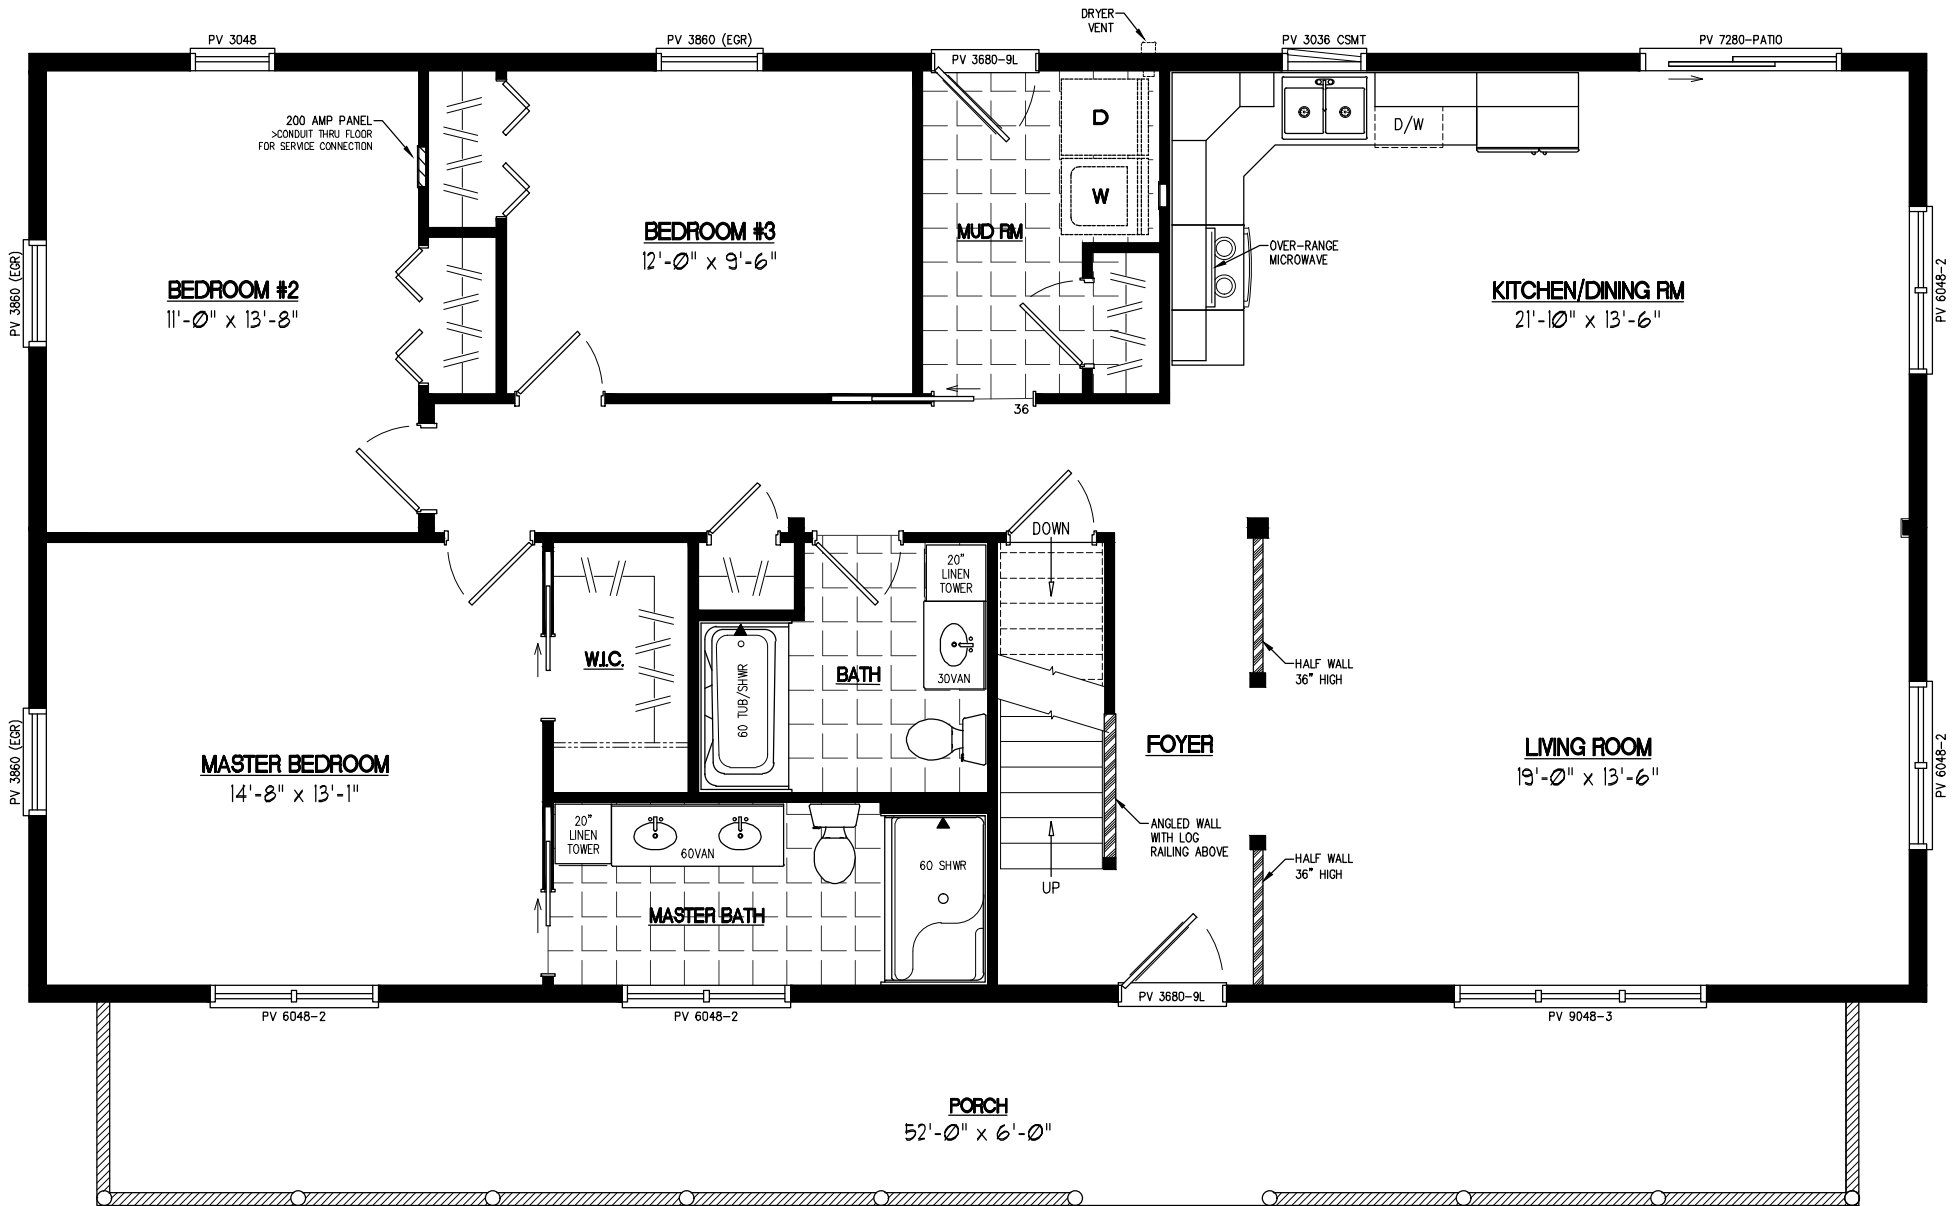 DRYER
VENT
PV 3048
PV 3860 (EGR)
PV 3680-9L
PV 3036 CSMT
PV 7280-PATIO
200 AMP PANEL
>CONDUIT THRU FLOOR
FOR SERVICE CONNECTION
D
W
D/W
BEDROOM #3
12'-0" x 9'-6"
MUD RM
OVER-RANGE
MICROWAVE
PV 3860 (EGR)
BEDROOM #2
11'-0" x 13'-8"
KITCHEN/DINING RM
21'-10" x 13'-6"
PV 6048-2
36
DOWN
20"
LINEN
TOWER
W.I.C.
60 TUB/SHWR
BATH
30VAN
HALF WALL
36" HIGH
FOYER
LIVING ROOM
19'-0" x 13'-6"
PV 6048-2
PV 3860 (EGR)
MASTER BEDROOM
14'-8" x 13'-1"
20"
LINEN
TOWER
60VAN
60 SHWR
ANGLED WALL
WITH LOG
RAILING ABOVE
UP
HALF WALL
36" HIGH
MASTER BATH
PV 3680-9L
PV 6048-2
PV 6048-2
PV 9048-3
PORCH
52'-0" x 6'-0"